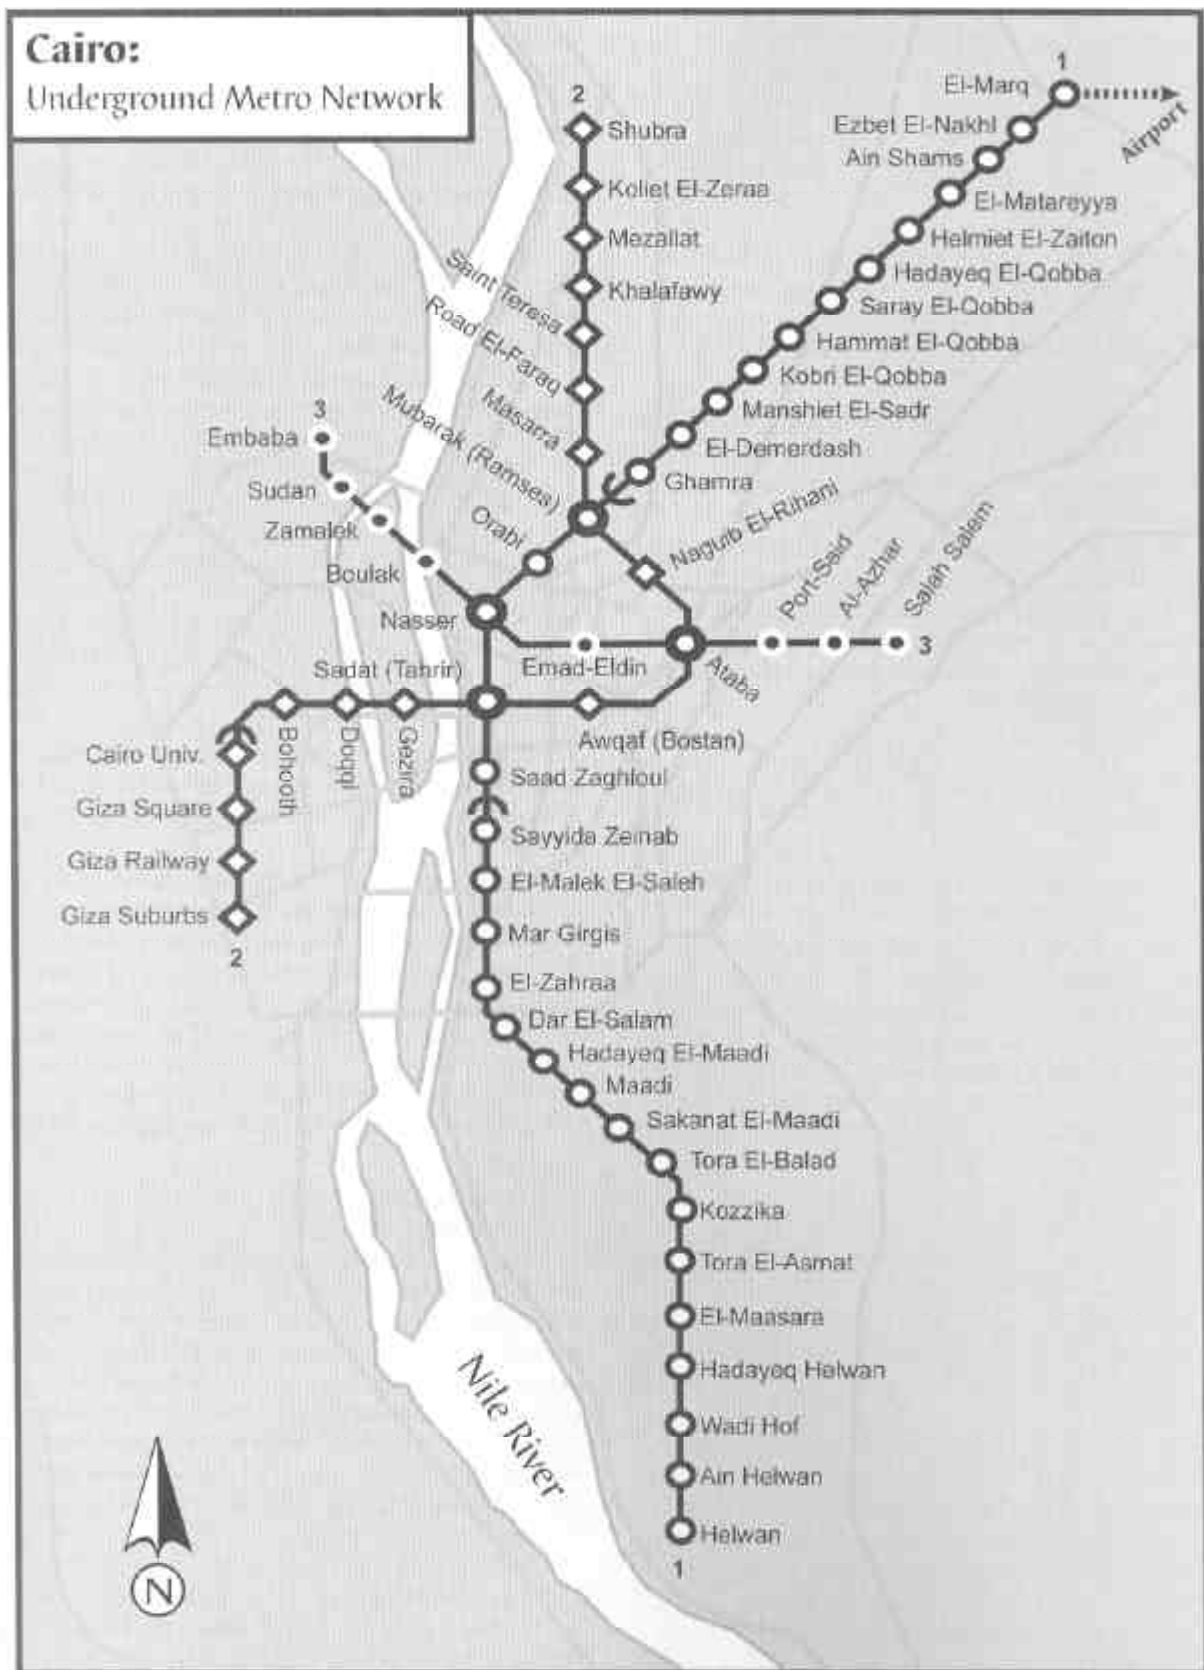 Cairo:
Underground Metro Network
1
El-Marq
Airport
Ezbet El-Nakhl
Ain Shams
El-Matareyya
Helmiet El-Zaiton
Hadayeq El-Qobba
Saray El-Qobba
Hammat El-Qobba
Kobri El-Qobba
Manshiet El-Sadr
El-Demerdash
Ghamra
2
Shubra
Koliet El-Zeraa
Mezallat
Khalafawy
Saint Teresa
Road El-Faraq
Masarra
Mubarak (Ramses)
Orabi
3
Embaba
Sudan
Zamalek
Boulak
Nasser
Naguib El-Rihani
Port-Said
Al-Azhar
Salah Salem
3
Emad-Eldin
Ataba
Sadat (Tahrir)
Awqaf (Bostan)
Gezira
Doqqi
Bohooth
Cairo Univ.
Giza Square
Giza Railway
Giza Suburbs
2
Saad Zaghloul
Sayyida Zeinab
El-Malek El-Saleh
Mar Girgis
El-Zahraa
Dar El-Salam
Hadayeq El-Maadi
Maadi
Sakanat El-Maadi
Tora El-Balad
Kozzika
Tora El-Asmat
El-Maasara
Hadayeq Helwan
Wadi Hof
Ain Helwan
Helwan
1
Nile River
N